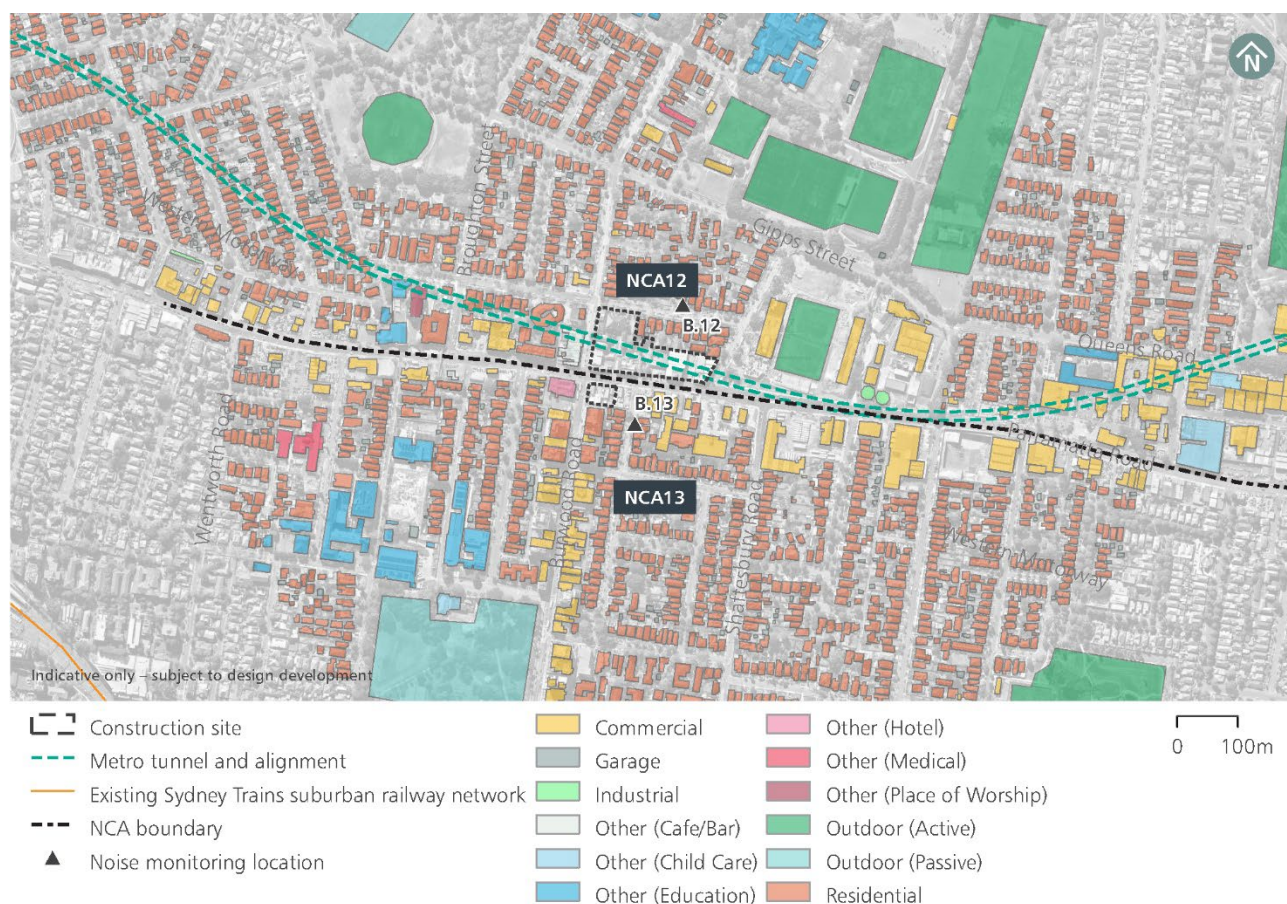 N
Broughton Street
Western Motorway
Gipps Street
NCA12
B.12
Queens Road
B.13
Parramatta Road
Wentworth Road
NCA13
Burwood Road
Shaftesbury Road
Western Motorway
Indicative only – subject to design development
Construction site
Metro tunnel and alignment
Existing Sydney Trains suburban railway network
NCA boundary
Noise monitoring location
Commercial
Garage
Industrial
Other (Cafe/Bar)
Other (Child Care)
Other (Education)
Other (Hotel)
Other (Medical)
Other (Place of Worship)
Outdoor (Active)
Outdoor (Passive)
Residential
0 100m